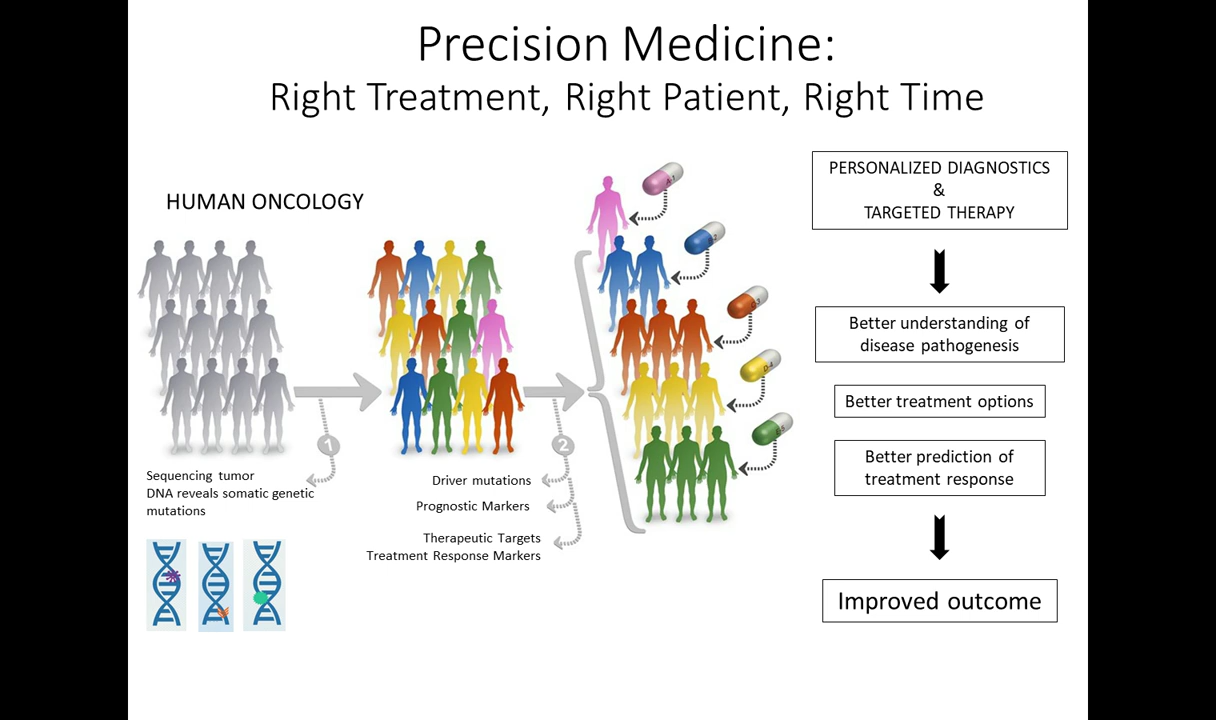 Precision Medicine:
Right Treatment, Right Patient, Right Time
HUMAN ONCOLOGY
1
Sequencing tumor
DNA reveals somatic genetic
mutations
2
Driver mutations
Prognostic Markers
Therapeutic Targets
Treatment Response Markers
PERSONALIZED DIAGNOSTICS
&
TARGETED THERAPY
Better understanding of
disease pathogenesis
Better treatment options
Better prediction of
treatment response
Improved outcome